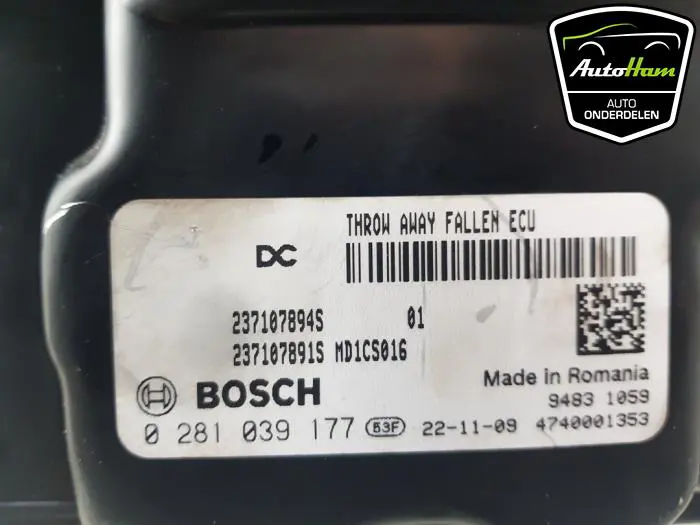 AutoHam
AUTO
ONDERDELEN
THROW AWAY FALLEN ECU
DC
237107894S 01
237107891S MD1CS016
BOSCH
Made in Romania
9483 1059
0 281 039 177 B3F 22-11-09 4740001353